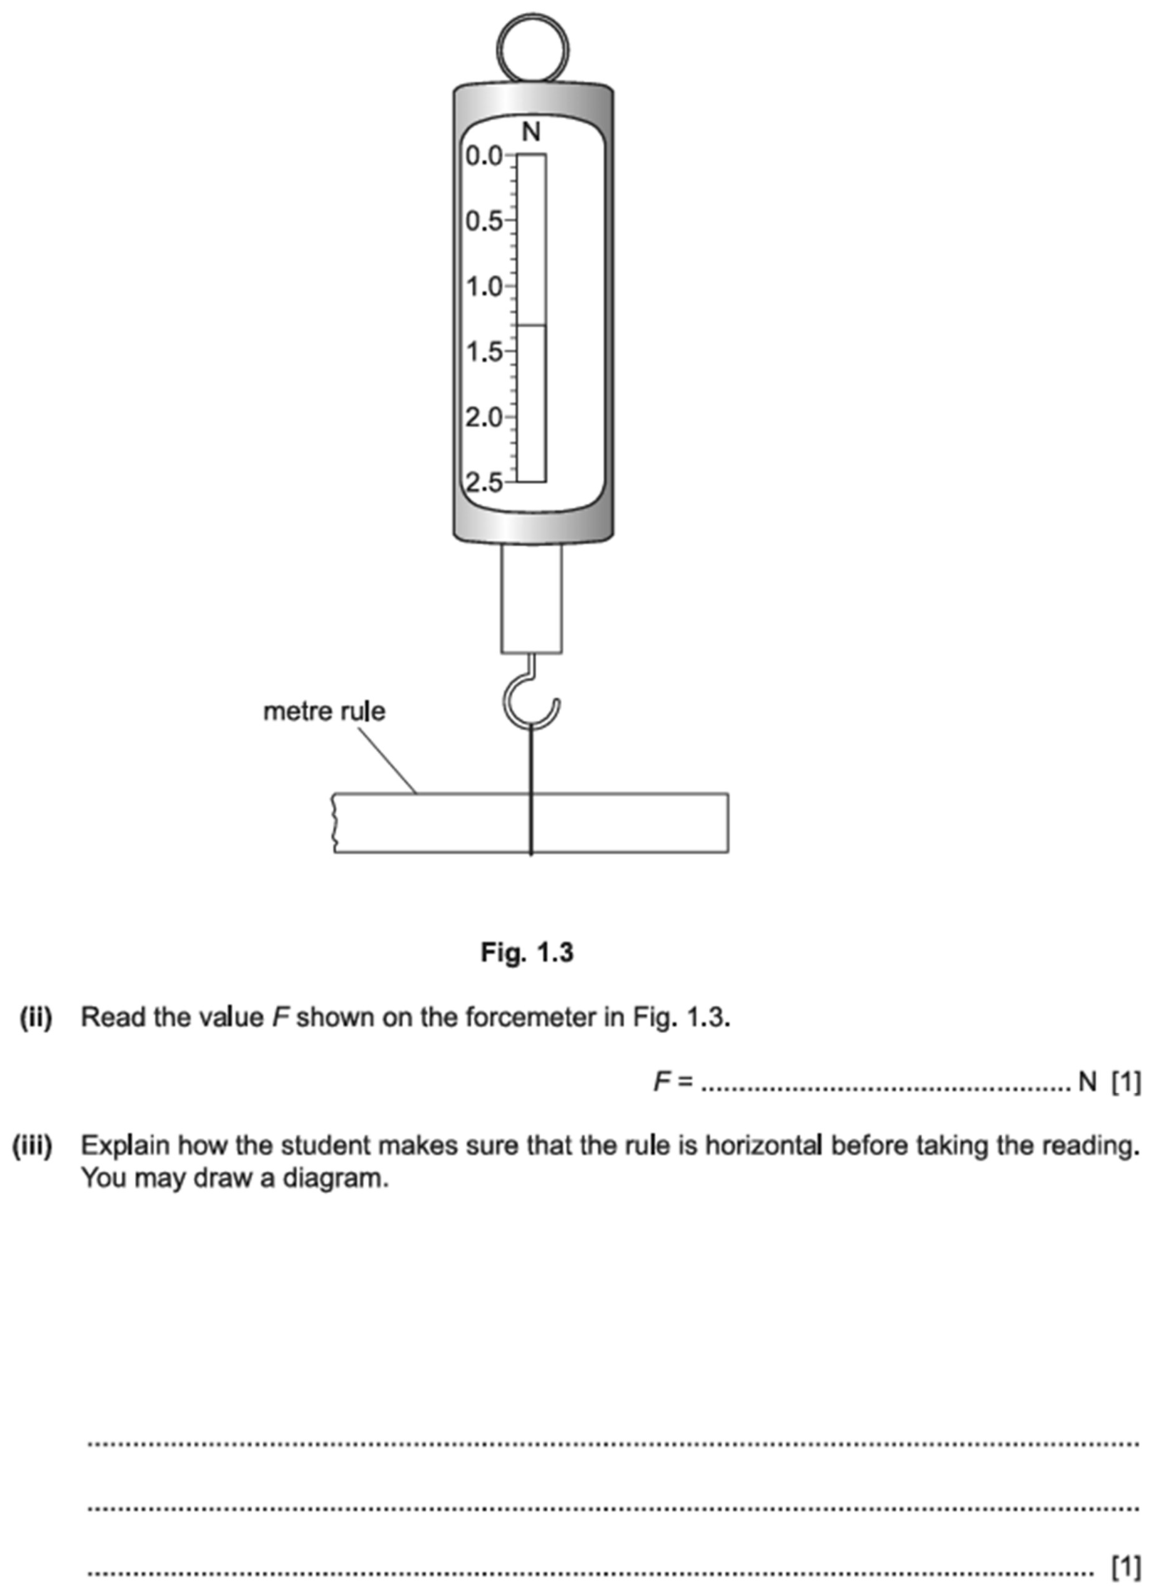 N
0.0
0.5
1.0
1.5
2.0
2.5
metre rule
Fig. 1.3
(ii) Read the value F shown on the forcemeter in Fig. 1.3.
F = .................................................. N [1]
(iii) Explain how the student makes sure that the rule is horizontal before taking the reading.
You may draw a diagram.
..........................................................................................................................
..........................................................................................................................
..................................................................................................................... [1]